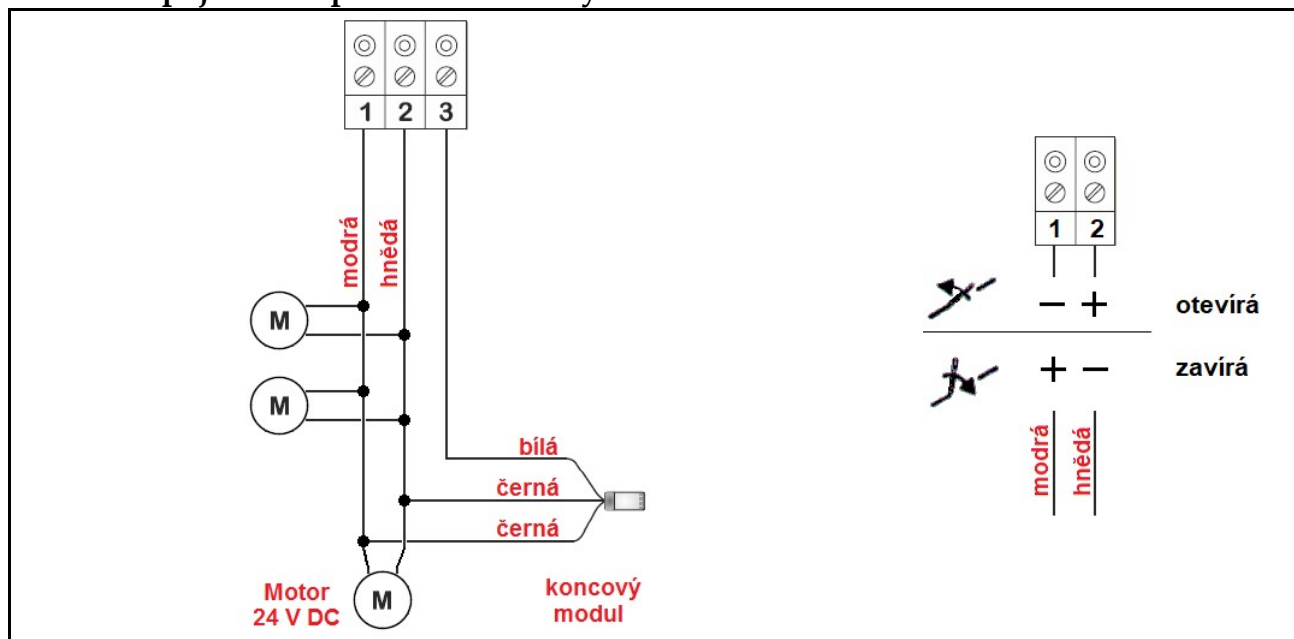 1 2 3
modrá
hnědá
M
M
bílá
černá
černá
Motor
24 V DC
M
koncový
modul
1 2
− + otevírá
+ − zavírá
modrá
hnědá